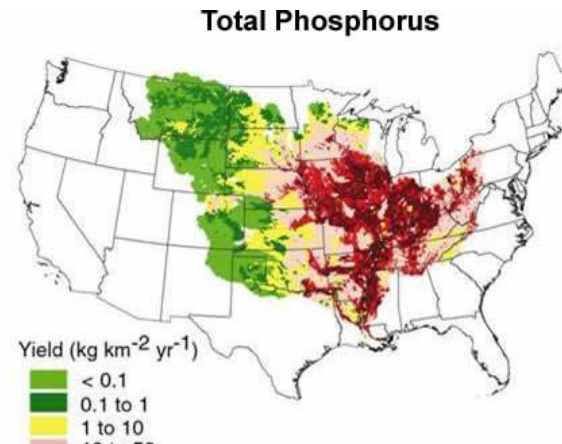 Total Phosphorus
Yield (kg km-2 yr-1)
< 0.1
0.1 to 1
1 to 10